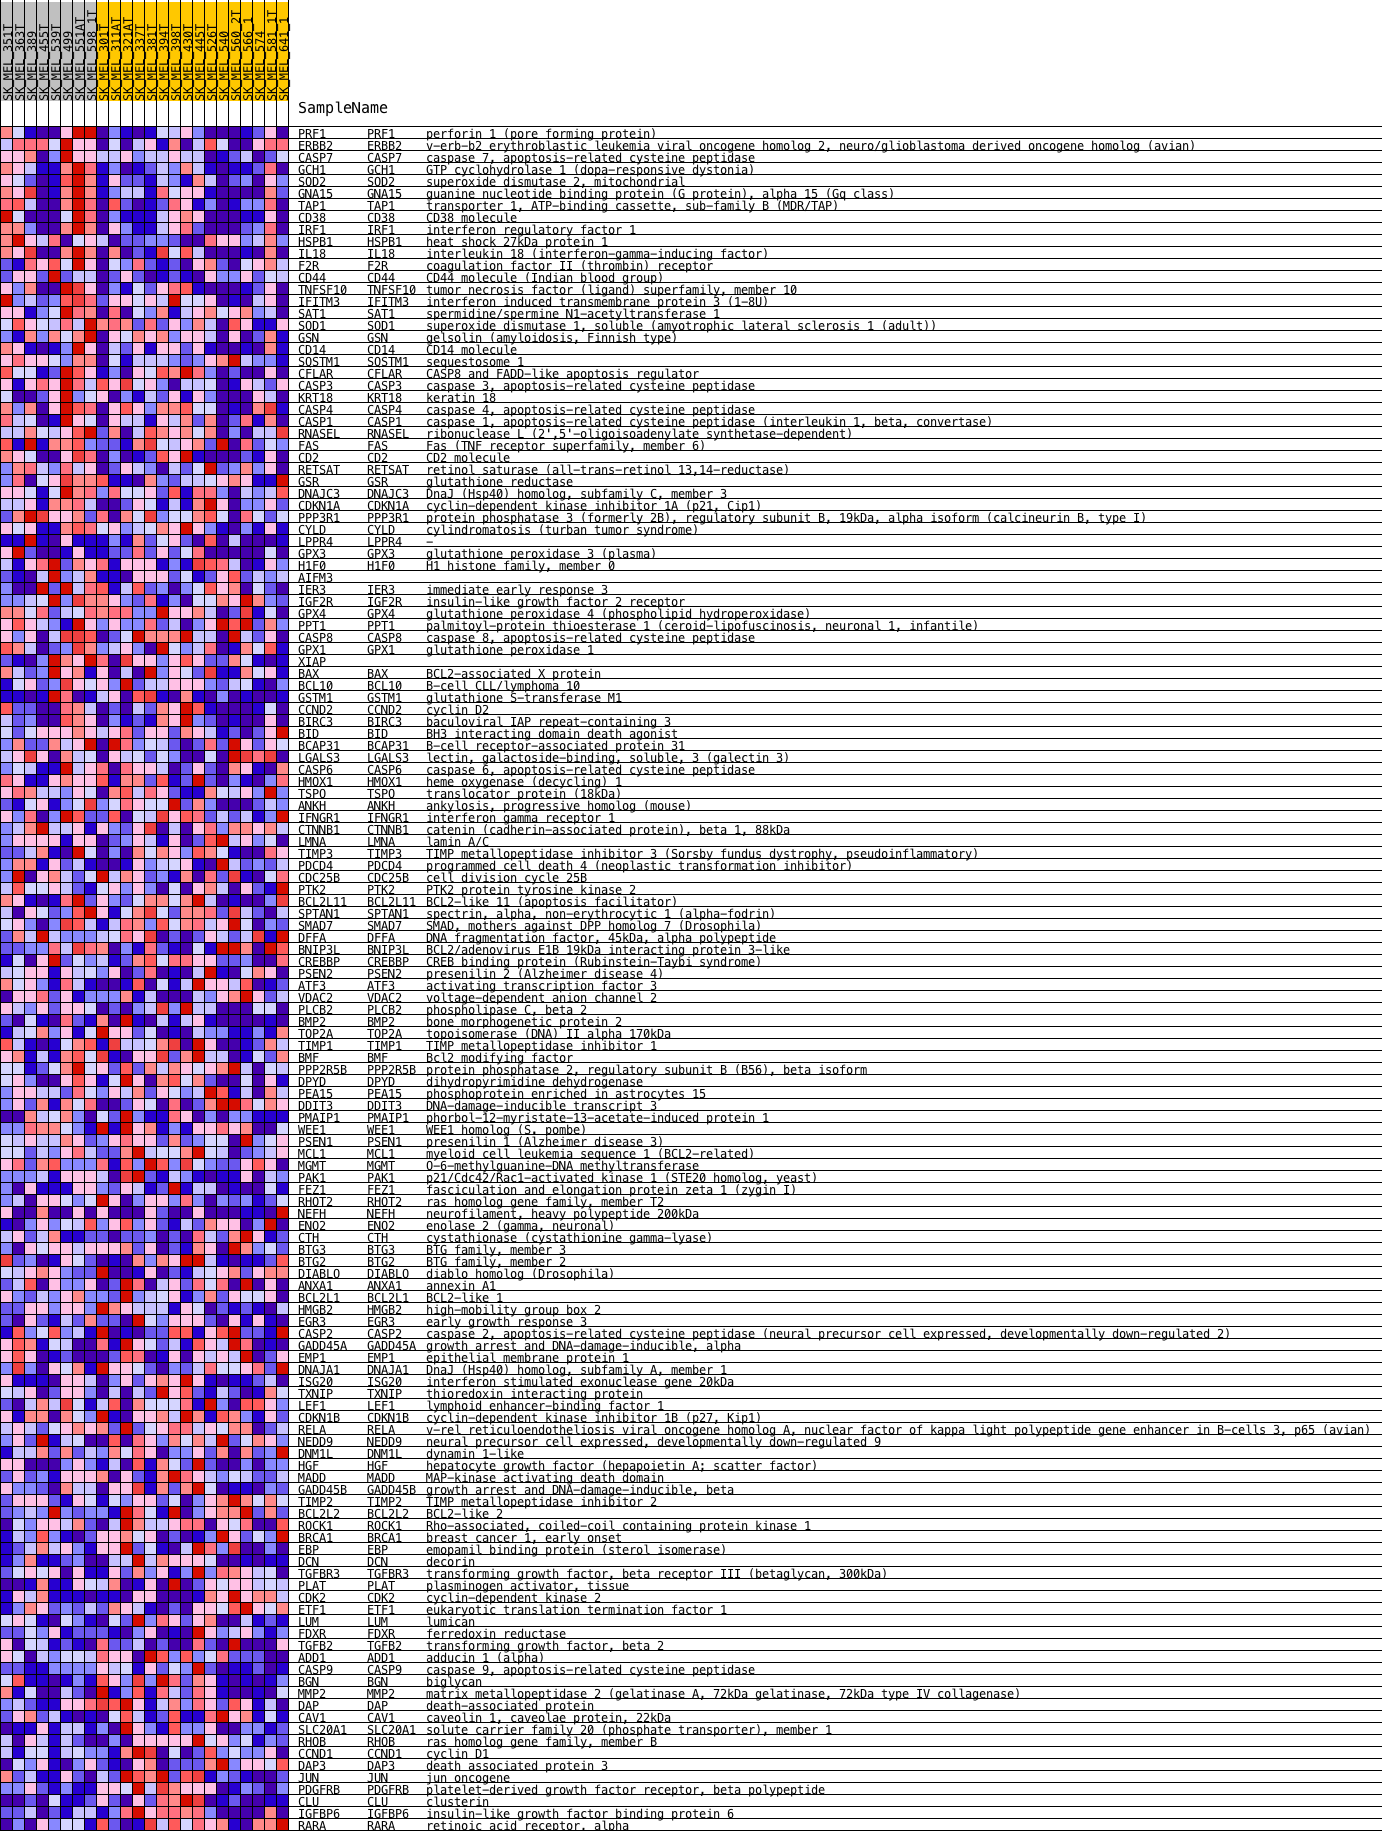 SK_MEL_351T
SK_MEL_363T
SK_MEL_389
SK_MEL_455T
SK_MEL_539T
SK_MEL_499
SK_MEL_551AT
SK_MEL_598_1T
SK_MEL_301T
SK_MEL_311AT
SK_MEL_321AT
SK_MEL_337T
SK_MEL_381T
SK_MEL_394T
SK_MEL_398T
SK_MEL_430T
SK_MEL_445T
SK_MEL_526T
SK_MEL_540
SK_MEL_560_2T
SK_MEL_566_1
SK_MEL_574
SK_MEL_581_1T
SK_MEL_641_1
SampleName
PRF1 PRF1 perforin 1 (pore forming protein)
ERBB2 ERBB2 v-erb-b2 erythroblastic leukemia viral oncogene homolog 2, neuro/glioblastoma derived oncogene homolog (avian)
CASP7 CASP7 caspase 7, apoptosis-related cysteine peptidase
GCH1 GCH1 GTP cyclohydrolase 1 (dopa-responsive dystonia)
SOD2 SOD2 superoxide dismutase 2, mitochondrial
GNA15 GNA15 guanine nucleotide binding protein (G protein), alpha 15 (Gq class)
TAP1 TAP1 transporter 1, ATP-binding cassette, sub-family B (MDR/TAP)
CD38 CD38 CD38 molecule
IRF1 IRF1 interferon regulatory factor 1
HSPB1 HSPB1 heat shock 27kDa protein 1
IL18 IL18 interleukin 18 (interferon-gamma-inducing factor)
F2R F2R coagulation factor II (thrombin) receptor
CD44 CD44 CD44 molecule (Indian blood group)
TNFSF10 TNFSF10 tumor necrosis factor (ligand) superfamily, member 10
IFITM3 IFITM3 interferon induced transmembrane protein 3 (1-8U)
SAT1 SAT1 spermidine/spermine N1-acetyltransferase 1
SOD1 SOD1 superoxide dismutase 1, soluble (amyotrophic lateral sclerosis 1 (adult))
GSN GSN gelsolin (amyloidosis, Finnish type)
CD14 CD14 CD14 molecule
SQSTM1 SQSTM1 sequestosome 1
CFLAR CFLAR CASP8 and FADD-like apoptosis regulator
CASP3 CASP3 caspase 3, apoptosis-related cysteine peptidase
KRT18 KRT18 keratin 18
CASP4 CASP4 caspase 4, apoptosis-related cysteine peptidase
CASP1 CASP1 caspase 1, apoptosis-related cysteine peptidase (interleukin 1, beta, convertase)
RNASEL RNASEL ribonuclease L (2',5'-oligoisoadenylate synthetase-dependent)
FAS FAS Fas (TNF receptor superfamily, member 6)
CD2 CD2 CD2 molecule
RETSAT RETSAT retinol saturase (all-trans-retinol 13,14-reductase)
GSR GSR glutathione reductase
DNAJC3 DNAJC3 DnaJ (Hsp40) homolog, subfamily C, member 3
CDKN1A CDKN1A cyclin-dependent kinase inhibitor 1A (p21, Cip1)
PPP3R1 PPP3R1 protein phosphatase 3 (formerly 2B), regulatory subunit B, 19kDa, alpha isoform (calcineurin B, type I)
CYLD CYLD cylindromatosis (turban tumor syndrome)
LPPR4 LPPR4 -
GPX3 GPX3 glutathione peroxidase 3 (plasma)
H1F0 H1F0 H1 histone family, member 0
AIFM3
IER3 IER3 immediate early response 3
IGF2R IGF2R insulin-like growth factor 2 receptor
GPX4 GPX4 glutathione peroxidase 4 (phospholipid hydroperoxidase)
PPT1 PPT1 palmitoyl-protein thioesterase 1 (ceroid-lipofuscinosis, neuronal 1, infantile)
CASP8 CASP8 caspase 8, apoptosis-related cysteine peptidase
GPX1 GPX1 glutathione peroxidase 1
XIAP
BAX BAX BCL2-associated X protein
BCL10 BCL10 B-cell CLL/lymphoma 10
GSTM1 GSTM1 glutathione S-transferase M1
CCND2 CCND2 cyclin D2
BIRC3 BIRC3 baculoviral IAP repeat-containing 3
BID BID BH3 interacting domain death agonist
BCAP31 BCAP31 B-cell receptor-associated protein 31
LGALS3 LGALS3 lectin, galactoside-binding, soluble, 3 (galectin 3)
CASP6 CASP6 caspase 6, apoptosis-related cysteine peptidase
HMOX1 HMOX1 heme oxygenase (decycling) 1
TSPO TSPO translocator protein (18kDa)
ANKH ANKH ankylosis, progressive homolog (mouse)
IFNGR1 IFNGR1 interferon gamma receptor 1
CTNNB1 CTNNB1 catenin (cadherin-associated protein), beta 1, 88kDa
LMNA LMNA lamin A/C
TIMP3 TIMP3 TIMP metallopeptidase inhibitor 3 (Sorsby fundus dystrophy, pseudoinflammatory)
PDCD4 PDCD4 programmed cell death 4 (neoplastic transformation inhibitor)
CDC25B CDC25B cell division cycle 25B
PTK2 PTK2 PTK2 protein tyrosine kinase 2
BCL2L11 BCL2L11 BCL2-like 11 (apoptosis facilitator)
SPTAN1 SPTAN1 spectrin, alpha, non-erythrocytic 1 (alpha-fodrin)
SMAD7 SMAD7 SMAD, mothers against DPP homolog 7 (Drosophila)
DFFA DFFA DNA fragmentation factor, 45kDa, alpha polypeptide
BNIP3L BNIP3L BCL2/adenovirus E1B 19kDa interacting protein 3-like
CREBBP CREBBP CREB binding protein (Rubinstein-Taybi syndrome)
PSEN2 PSEN2 presenilin 2 (Alzheimer disease 4)
ATF3 ATF3 activating transcription factor 3
VDAC2 VDAC2 voltage-dependent anion channel 2
PLCB2 PLCB2 phospholipase C, beta 2
BMP2 BMP2 bone morphogenetic protein 2
TOP2A TOP2A topoisomerase (DNA) II alpha 170kDa
TIMP1 TIMP1 TIMP metallopeptidase inhibitor 1
BMF BMF Bcl2 modifying factor
PPP2R5B PPP2R5B protein phosphatase 2, regulatory subunit B (B56), beta isoform
DPYD DPYD dihydropyrimidine dehydrogenase
PEA15 PEA15 phosphoprotein enriched in astrocytes 15
DDIT3 DDIT3 DNA-damage-inducible transcript 3
PMAIP1 PMAIP1 phorbol-12-myristate-13-acetate-induced protein 1
WEE1 WEE1 WEE1 homolog (S. pombe)
PSEN1 PSEN1 presenilin 1 (Alzheimer disease 3)
MCL1 MCL1 myeloid cell leukemia sequence 1 (BCL2-related)
MGMT MGMT O-6-methylguanine-DNA methyltransferase
PAK1 PAK1 p21/Cdc42/Rac1-activated kinase 1 (STE20 homolog, yeast)
FEZ1 FEZ1 fasciculation and elongation protein zeta 1 (zygin I)
RHOT2 RHOT2 ras homolog gene family, member T2
NEFH NEFH neurofilament, heavy polypeptide 200kDa
ENO2 ENO2 enolase 2 (gamma, neuronal)
CTH CTH cystathionase (cystathionine gamma-lyase)
BTG3 BTG3 BTG family, member 3
BTG2 BTG2 BTG family, member 2
DIABLO DIABLO diablo homolog (Drosophila)
ANXA1 ANXA1 annexin A1
BCL2L1 BCL2L1 BCL2-like 1
HMGB2 HMGB2 high-mobility group box 2
EGR3 EGR3 early growth response 3
CASP2 CASP2 caspase 2, apoptosis-related cysteine peptidase (neural precursor cell expressed, developmentally down-regulated 2)
GADD45A GADD45A growth arrest and DNA-damage-inducible, alpha
EMP1 EMP1 epithelial membrane protein 1
DNAJA1 DNAJA1 DnaJ (Hsp40) homolog, subfamily A, member 1
ISG20 ISG20 interferon stimulated exonuclease gene 20kDa
TXNIP TXNIP thioredoxin interacting protein
LEF1 LEF1 lymphoid enhancer-binding factor 1
CDKN1B CDKN1B cyclin-dependent kinase inhibitor 1B (p27, Kip1)
RELA RELA v-rel reticuloendotheliosis viral oncogene homolog A, nuclear factor of kappa light polypeptide gene enhancer in B-cells 3, p65 (avian)
NEDD9 NEDD9 neural precursor cell expressed, developmentally down-regulated 9
DNM1L DNM1L dynamin 1-like
HGF HGF hepatocyte growth factor (hepapoietin A; scatter factor)
MADD MADD MAP-kinase activating death domain
GADD45B GADD45B growth arrest and DNA-damage-inducible, beta
TIMP2 TIMP2 TIMP metallopeptidase inhibitor 2
BCL2L2 BCL2L2 BCL2-like 2
ROCK1 ROCK1 Rho-associated, coiled-coil containing protein kinase 1
BRCA1 BRCA1 breast cancer 1, early onset
EBP EBP emopamil binding protein (sterol isomerase)
DCN DCN decorin
TGFBR3 TGFBR3 transforming growth factor, beta receptor III (betaglycan, 300kDa)
PLAT PLAT plasminogen activator, tissue
CDK2 CDK2 cyclin-dependent kinase 2
ETF1 ETF1 eukaryotic translation termination factor 1
LUM LUM lumican
FDXR FDXR ferredoxin reductase
TGFB2 TGFB2 transforming growth factor, beta 2
ADD1 ADD1 adducin 1 (alpha)
CASP9 CASP9 caspase 9, apoptosis-related cysteine peptidase
BGN BGN biglycan
MMP2 MMP2 matrix metallopeptidase 2 (gelatinase A, 72kDa gelatinase, 72kDa type IV collagenase)
DAP DAP death-associated protein
CAV1 CAV1 caveolin 1, caveolae protein, 22kDa
SLC20A1 SLC20A1 solute carrier family 20 (phosphate transporter), member 1
RHOB RHOB ras homolog gene family, member B
CCND1 CCND1 cyclin D1
DAP3 DAP3 death associated protein 3
JUN JUN jun oncogene
PDGFRB PDGFRB platelet-derived growth factor receptor, beta polypeptide
CLU CLU clusterin
IGFBP6 IGFBP6 insulin-like growth factor binding protein 6
RARA RARA retinoic acid receptor, alpha